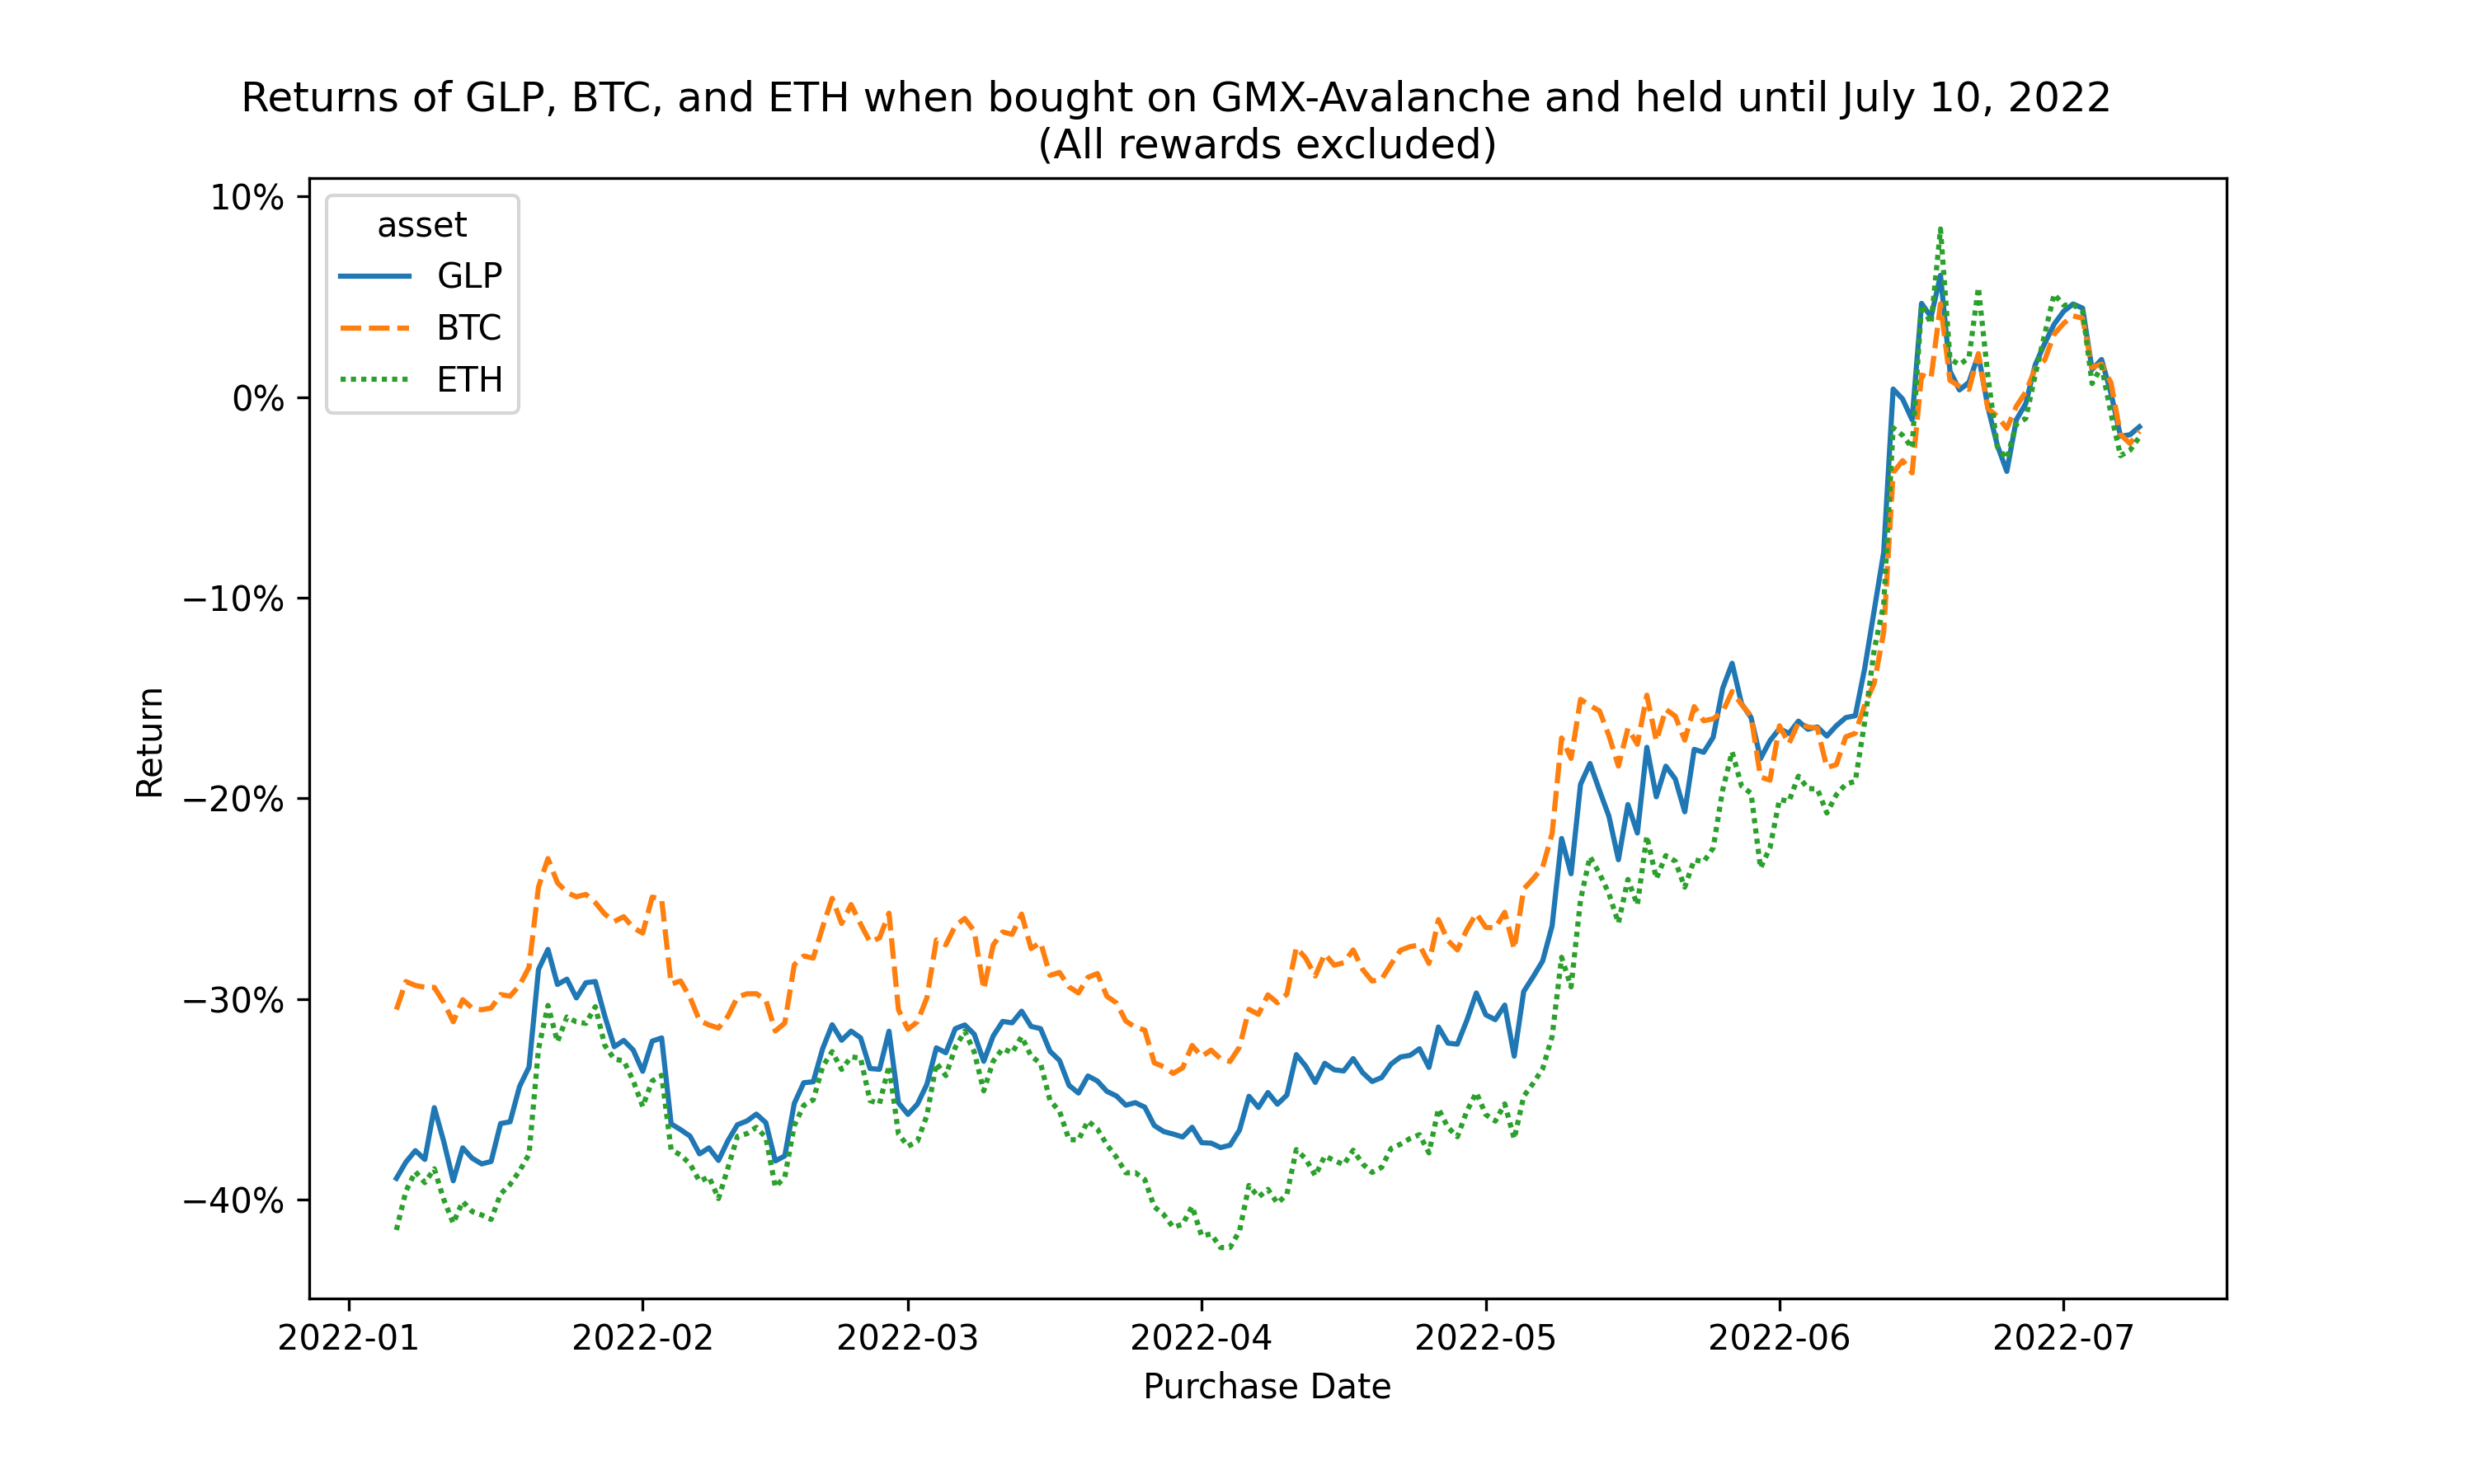 Returns of GLP, BTC, and ETH when bought on GMX-Avalanche and held until July 10, 2022
(All rewards excluded)
asset
GLP
BTC
ETH
Return
10%
0%
−10%
−20%
−30%
−40%
2022-01
2022-02
2022-03
2022-04
2022-05
2022-06
2022-07
Purchase Date